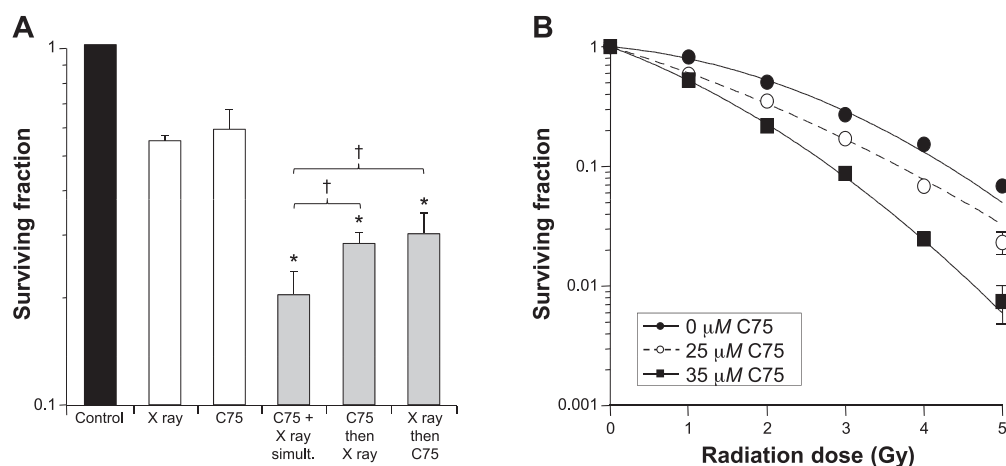 A
Surviving fraction
1
0.1
†
†
*
*
*
Control
X ray
C75
C75 +
X ray
simult.
C75
then
X ray
X ray
then
C75
B
Surviving fraction
1
0.1
0.01
0.001
0 μM C75
25 μM C75
35 μM C75
0
1
2
3
4
5
Radiation dose (Gy)